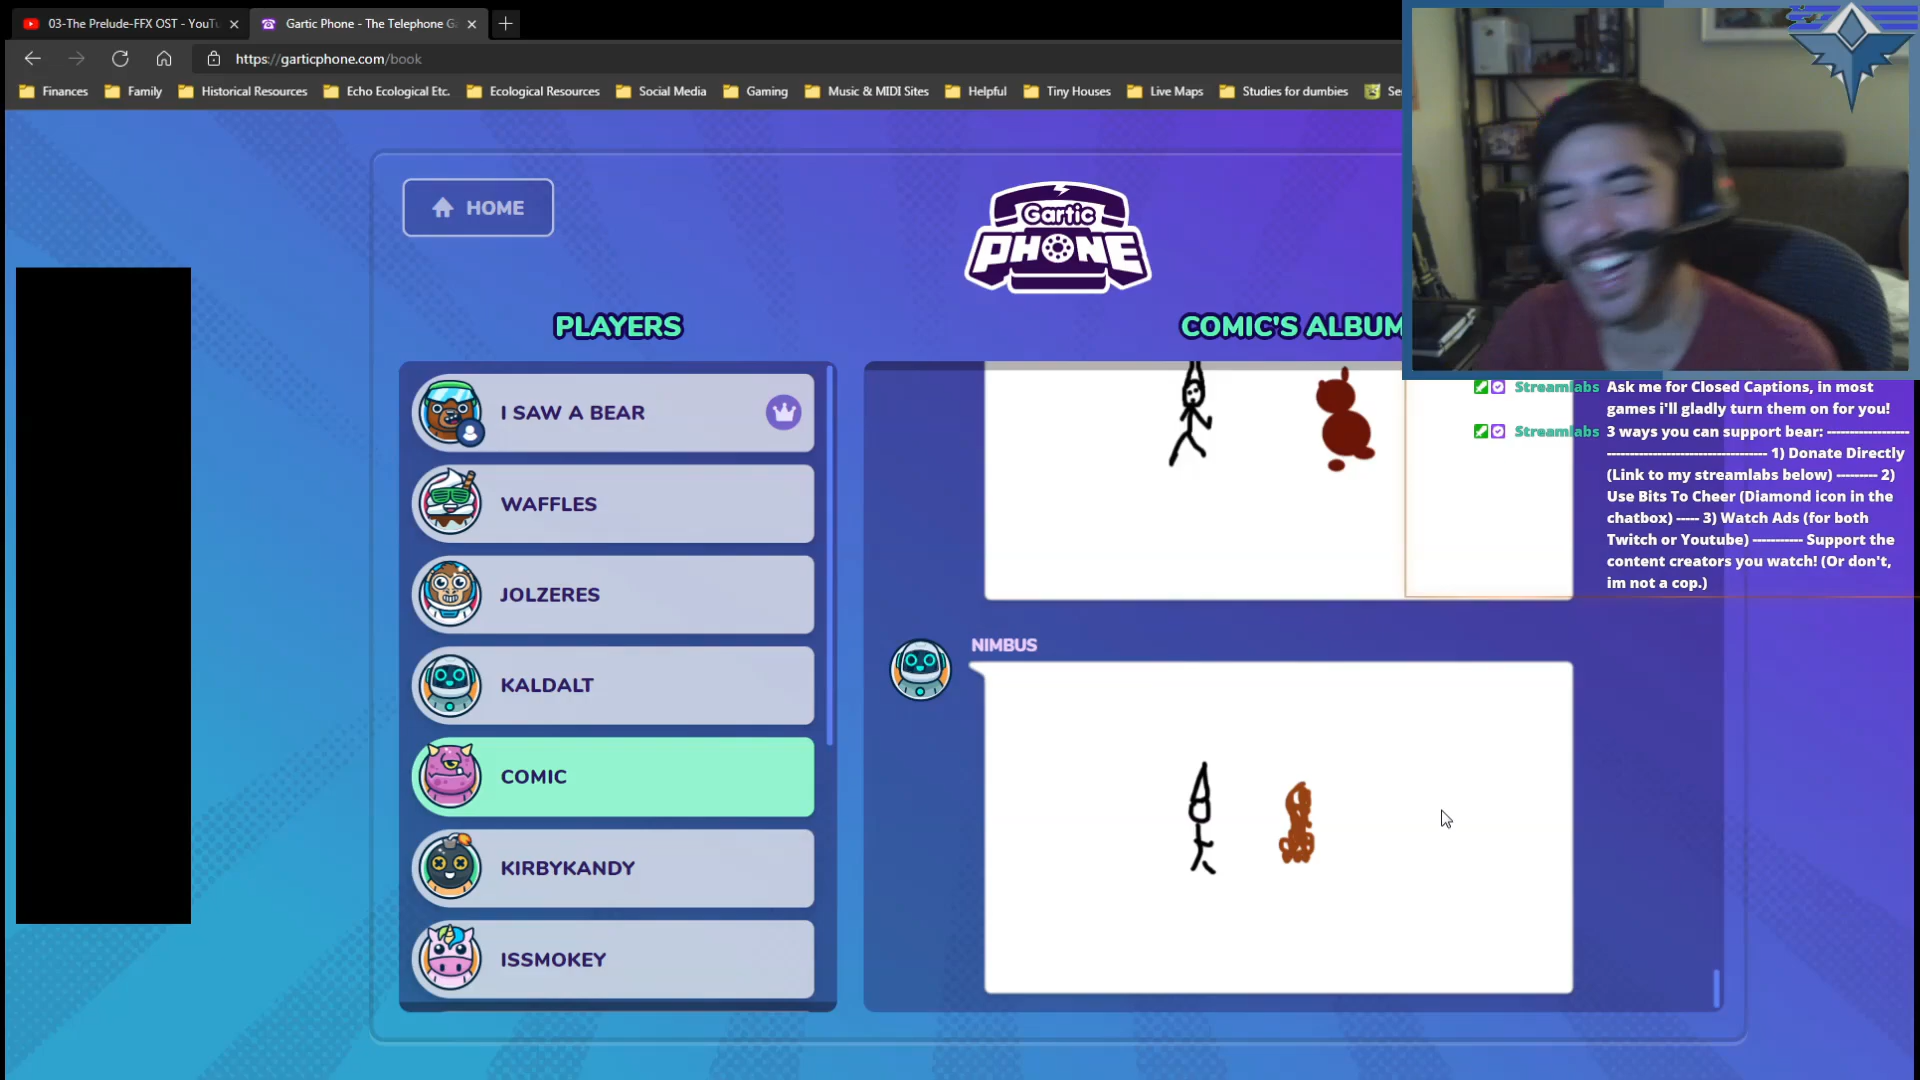 03-The Prelude-FFX OST - YouTu
Gartic Phone - The Telephone Ga
https://garticphone.com/book
Finances
Family
Historical Resources
Echo Ecological Etc.
Ecological Resources
Social Media
Gaming
Music & MIDI Sites
Helpful
Tiny Houses
Live Maps
Studies for dumbies
Se
HOME
Gartic
PHONE
PLAYERS
COMIC'S ALBUM
I SAW A BEAR
WAFFLES
JOLZERES
KALDALT
COMIC
KIRBYKANDY
ISSMOKEY
NIMBUS
Streamlabs Ask me for Closed Captions, in most
games i'll gladly turn them on for you!
Streamlabs 3 ways you can support bear: --------------------
---------------------------------------- 1) Donate Directly
(Link to my streamlabs below) --------- 2)
Use Bits To Cheer (Diamond icon in the
chatbox) ----- 3) Watch Ads (for both
Twitch or Youtube) ----------- Support the
content creators you watch! (Or don't,
im not a cop.)